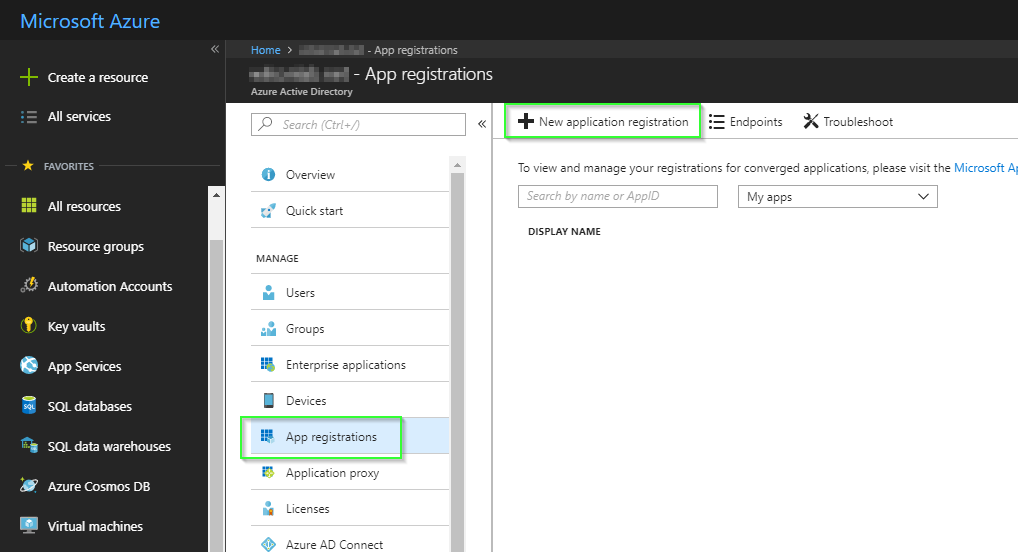 Microsoft Azure
Create a resource
All services
FAVORITES
All resources
Resource groups
Automation Accounts
Key vaults
App Services
SQL databases
SQL data warehouses
Azure Cosmos DB
Virtual machines
Home > - App registrations
- App registrations
Azure Active Directory
Search (Ctrl+/)
Overview
Quick start
MANAGE
Users
Groups
Enterprise applications
Devices
App registrations
Application proxy
Licenses
Azure AD Connect
New application registration Endpoints Troubleshoot
To view and manage your registrations for converged applications, please visit the Microsoft
Search by name or AppID My apps
DISPLAY NAME